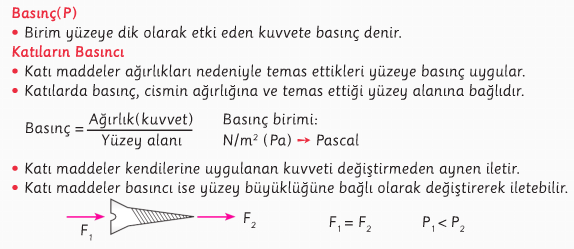 Basınç(P)
• Birim yüzeye dik olarak etki eden kuvvete basınç denir.
Katıların Basıncı
• Katı maddeler ağırlıkları nedeniyle temas ettikleri yüzeye basınç uygular.
• Katılarda basınç, cismin ağırlığına ve temas ettiği yüzey alanına bağlıdır.
Basınç = Ağırlık(kuvvet) / Yüzey alanı
Basınç birimi:
N/m² (Pa) → Pascal
• Katı maddeler kendilerine uygulanan kuvveti değiştirmeden aynen iletir.
• Katı maddeler basıncı ise yüzey büyüklüğüne bağlı olarak değiştirerek iletebilir.
F₁ F₂ F₁ = F₂ P₁ < P₂